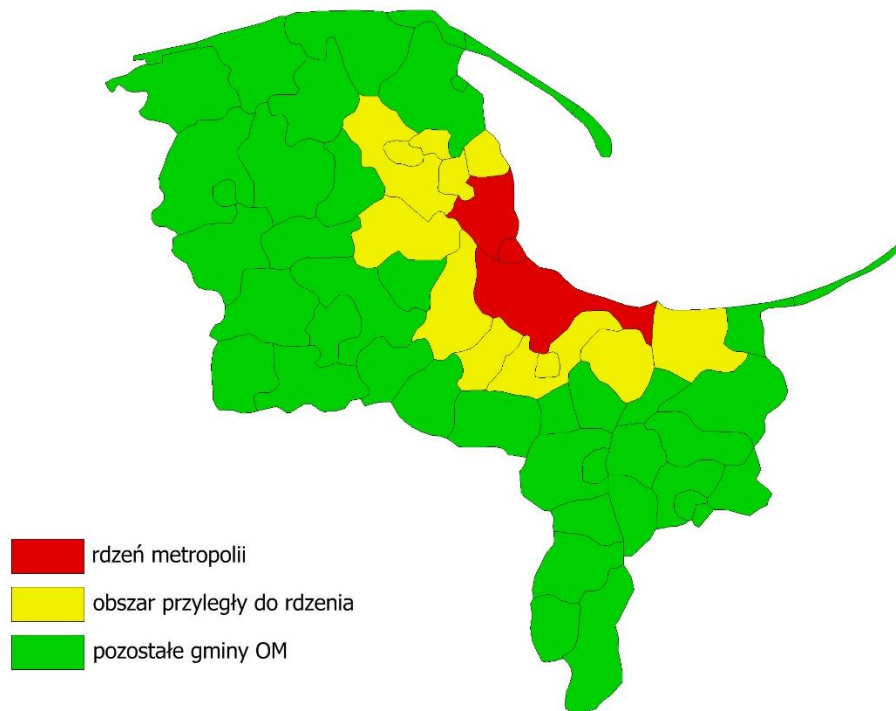 rdzeń metropolii
obszar przyległy do rdzenia
pozostałe gminy OM